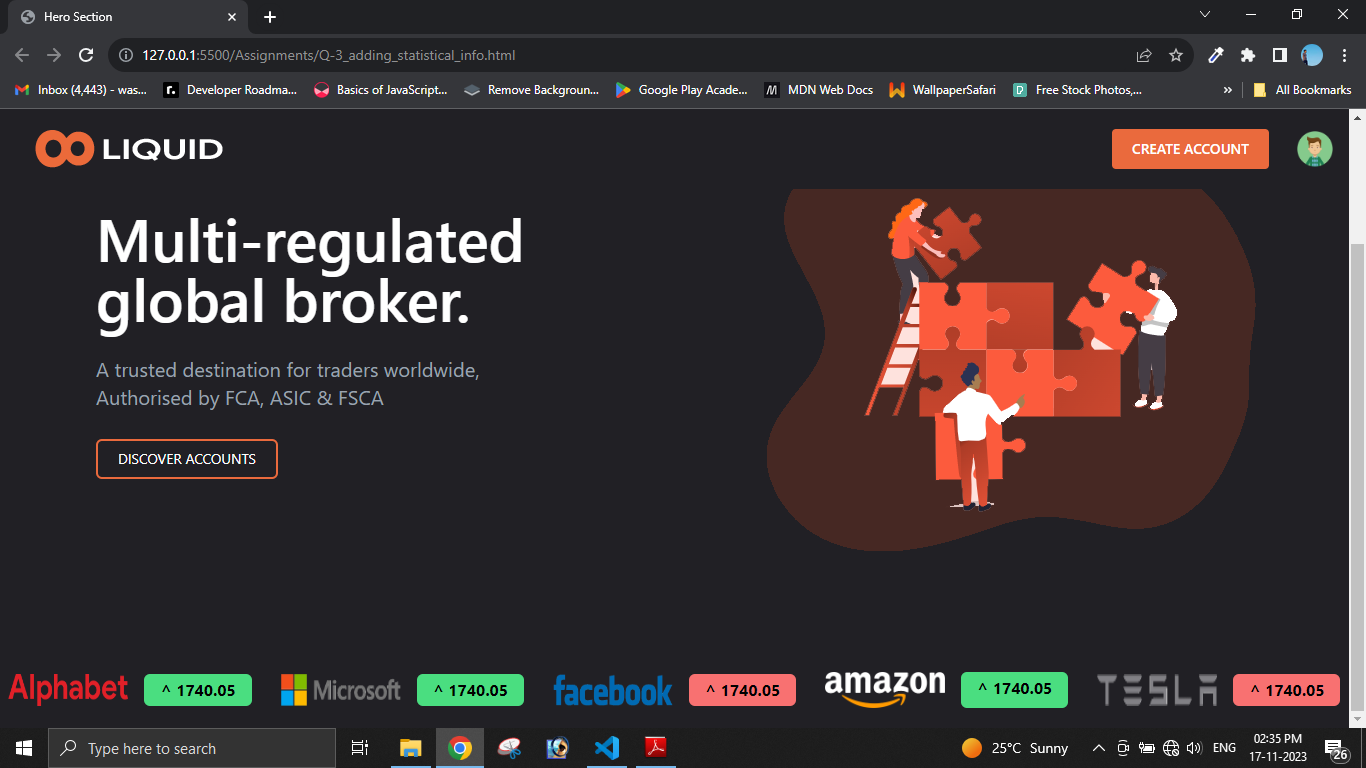 Hero Section
127.0.0.1:5500/Assignments/Q-3_adding_statistical_info.html
Inbox (4,443) - was...
Developer Roadma...
Basics of JavaScript...
Remove Backgroun...
Google Play Acade...
MDN Web Docs
WallpaperSafari
Free Stock Photos,...
»
All Bookmarks
LIQUID
CREATE ACCOUNT
Multi-regulated
global broker.
A trusted destination for traders worldwide,
Authorised by FCA, ASIC & FSCA
DISCOVER ACCOUNTS
Alphabet
^ 1740.05
Microsoft
^ 1740.05
facebook
^ 1740.05
amazon
^ 1740.05
TESLA
^ 1740.05
Type here to search
25°C Sunny
ENG
02:35 PM
17-11-2023
26